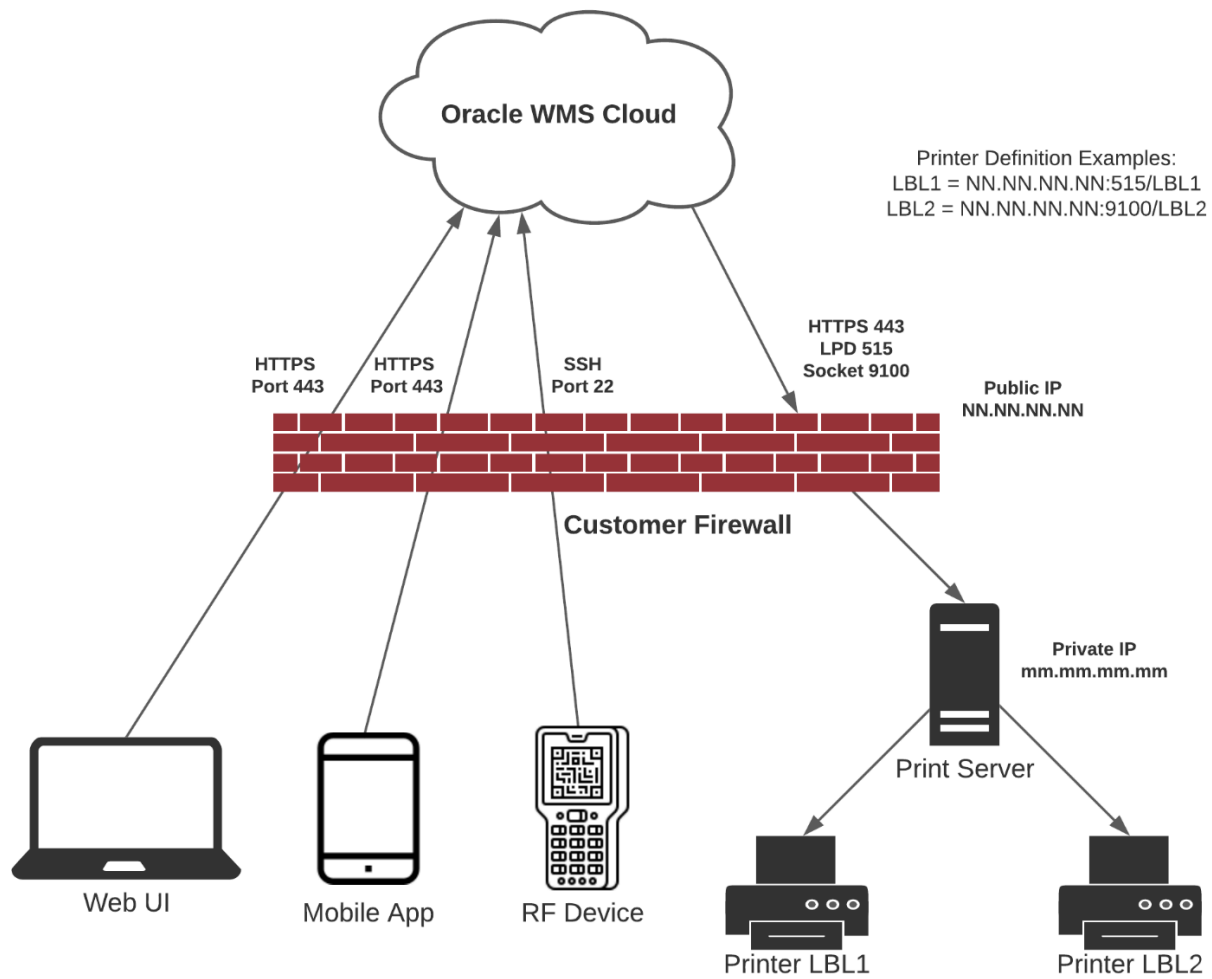 Oracle WMS Cloud
Printer Definition Examples:
LBL1 = NN.NN.NN.NN:515/LBL1
LBL2 = NN.NN.NN.NN:9100/LBL2
HTTPS
Port 443
HTTPS
Port 443
SSH
Port 22
HTTPS 443
LPD 515
Socket 9100
Public IP
NN.NN.NN.NN
Customer Firewall
Private IP
mm.mm.mm.mm
Print Server
Web UI
Mobile App
RF Device
Printer LBL1
Printer LBL2